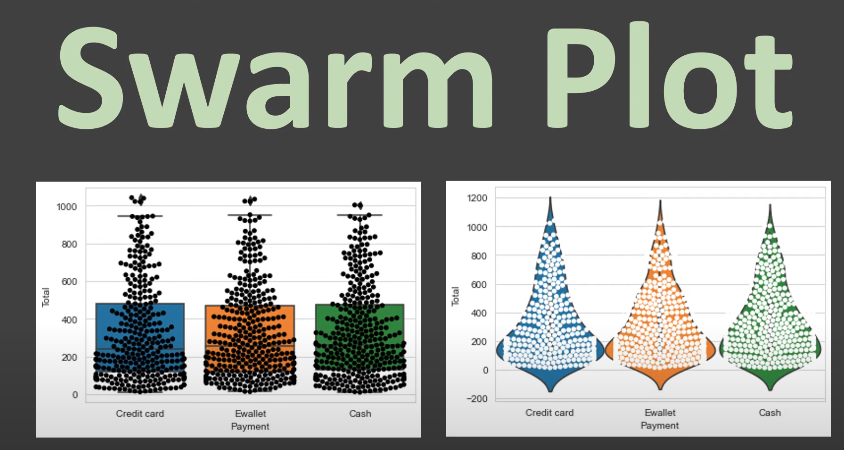 Swarm Plot
1000
800
600
400
200
0
Total
Credit card
Ewallet
Cash
Payment
1200
1000
800
600
400
200
0
−200
Total
Credit card
Ewallet
Cash
Payment